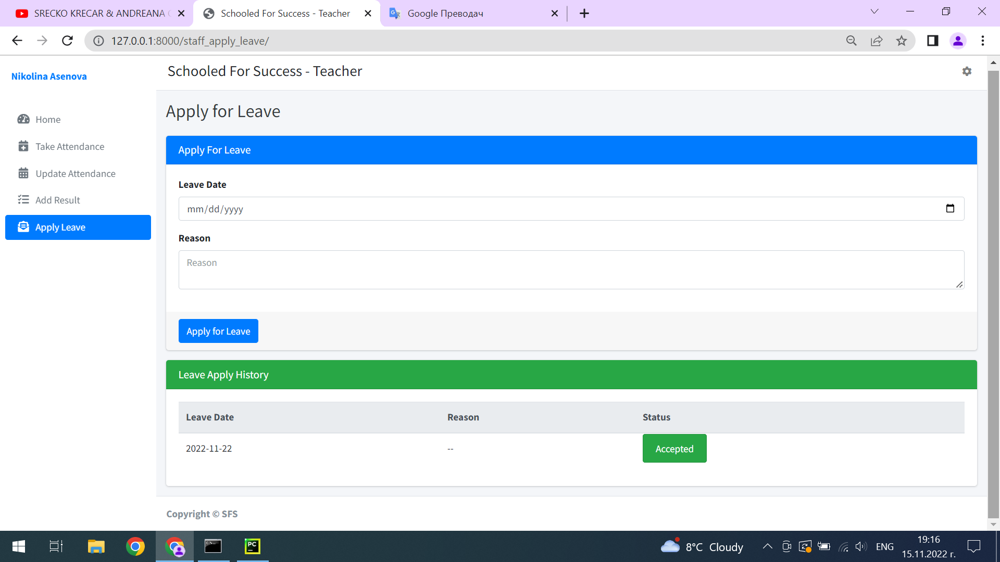 SRECKO KRECAR & ANDREANA
Schooled For Success - Teacher
Google Преводач
127.0.0.1:8000/staff_apply_leave/
Nikolina Asenova
Schooled For Success - Teacher
Home
Take Attendance
Update Attendance
Add Result
Apply Leave
Apply for Leave
Apply For Leave
Leave Date
mm/dd/yyyy
Reason
Reason
Apply for Leave
Leave Apply History
Leave Date Reason Status
2022-11-22 -- Accepted
Copyright © SFS
PC
8°C Cloudy
ENG
19:16
15.11.2022 г.